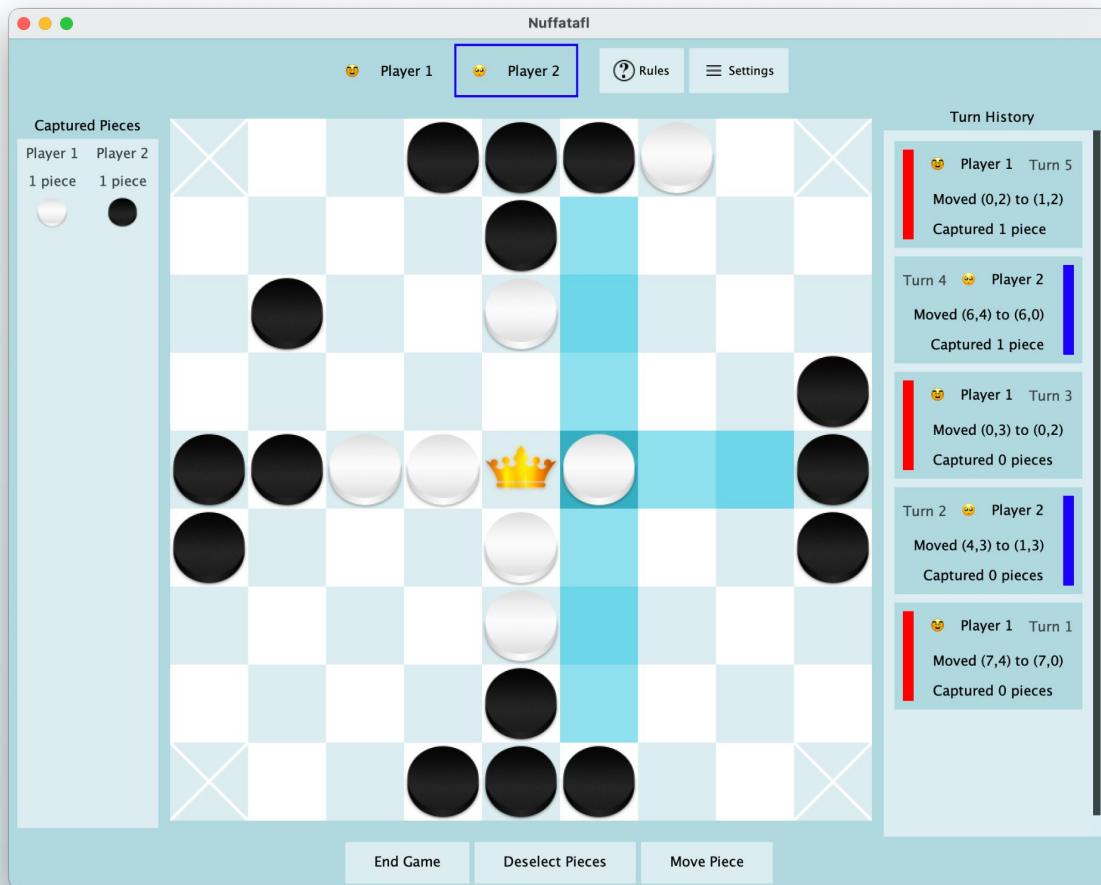 Nuffatafl
Player 1
Player 2
? Rules
Settings
Captured Pieces
Player 1 Player 2
1 piece 1 piece
Turn History
Player 1 Turn 5
Moved (0,2) to (1,2)
Captured 1 piece
Turn 4 Player 2
Moved (6,4) to (6,0)
Captured 1 piece
Player 1 Turn 3
Moved (0,3) to (0,2)
Captured 0 pieces
Turn 2 Player 2
Moved (4,3) to (1,3)
Captured 0 pieces
Player 1 Turn 1
Moved (7,4) to (7,0)
Captured 0 pieces
End Game
Deselect Pieces
Move Piece